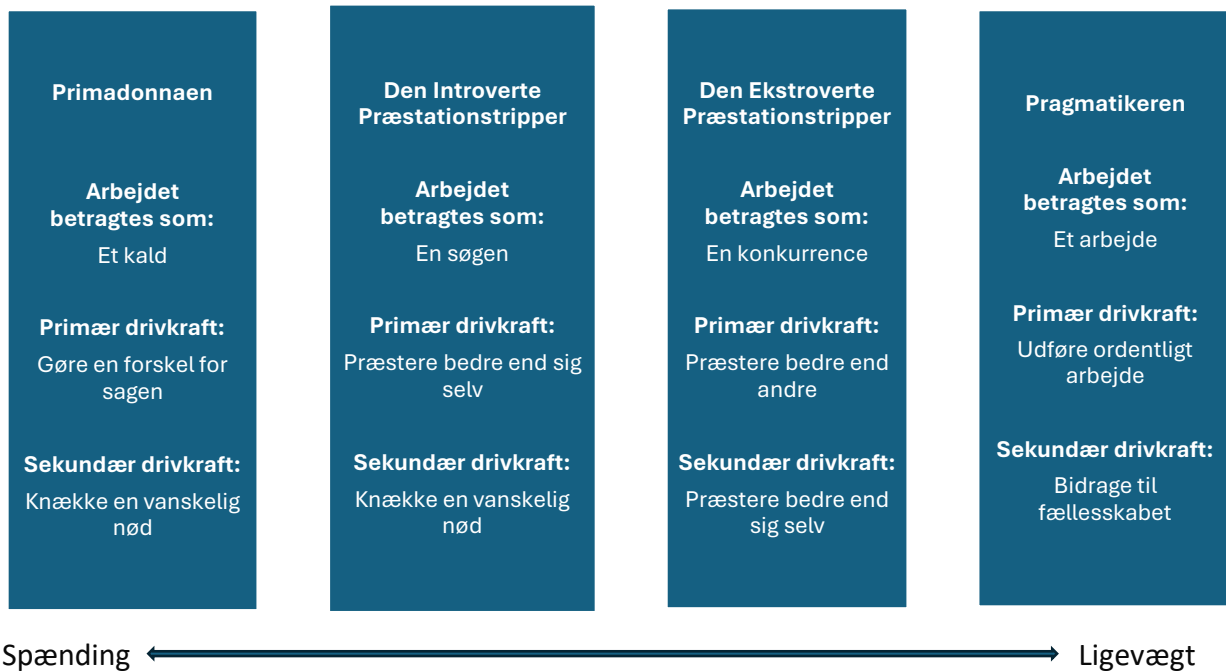 Primadonnaen
Arbejdet
betragtes som:
Et kald
Primær drivkraft:
Gøre en forskel for
sagen
Sekundær drivkraft:
Knække en vanskelig
nød
Den Introverte
Præstationstripper
Arbejdet
betragtes som:
En søgen
Primær drivkraft:
Præstere bedre end sig
selv
Sekundær drivkraft:
Knække en vanskelig
nød
Den Ekstroverte
Præstationstripper
Arbejdet
betragtes som:
En konkurrence
Primær drivkraft:
Præstere bedre end
andre
Sekundær drivkraft:
Præstere bedre end
sig selv
Pragmatikeren
Arbejdet
betragtes som:
Et arbejde
Primær drivkraft:
Udføre ordentligt
arbejde
Sekundær drivkraft:
Bidrage til
fællesskabet
Spænding
Ligevægt